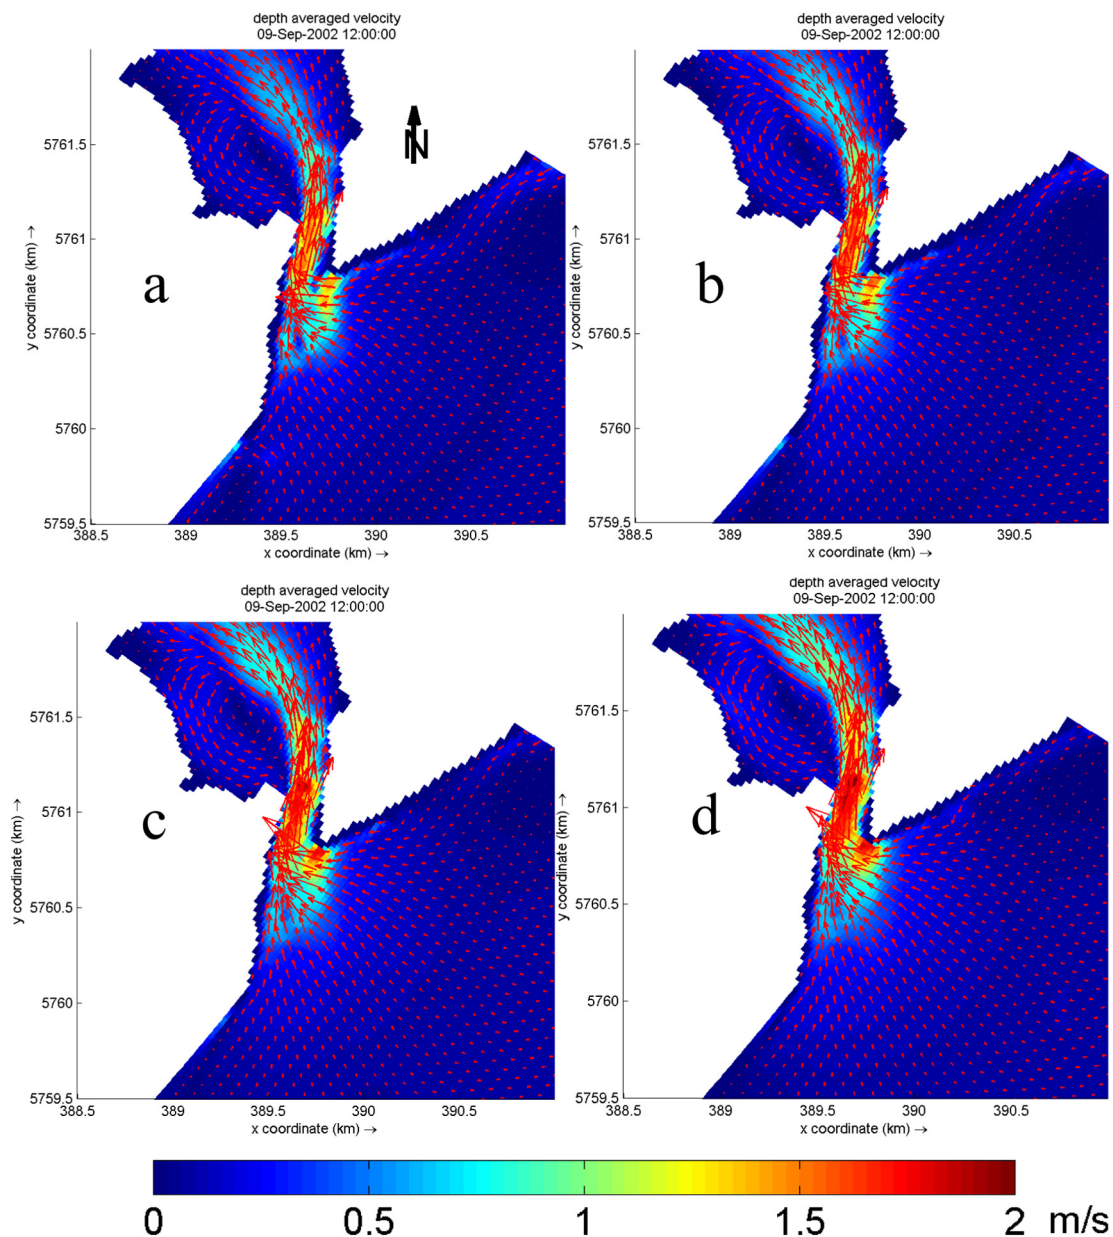 depth averaged velocity
09-Sep-2002 12:00:00
depth averaged velocity
09-Sep-2002 12:00:00
N
a
b
y coordinate (km) →
5761.5
5761
5760.5
5760
5759.5
388.5
389
389.5
390
390.5
x coordinate (km) →
y coordinate (km) →
5761.5
5761
5760.5
5760
5759.5
388.5
389
389.5
390
390.5
x coordinate (km) →
depth averaged velocity
09-Sep-2002 12:00:00
depth averaged velocity
09-Sep-2002 12:00:00
c
d
y coordinate (km) →
5761.5
5761
5760.5
5760
5759.5
388.5
389
389.5
390
390.5
x coordinate (km) →
y coordinate (km) →
5761.5
5761
5760.5
5760
5759.5
388.5
389
389.5
390
390.5
x coordinate (km) →
0 0.5 1 1.5 2 m/s